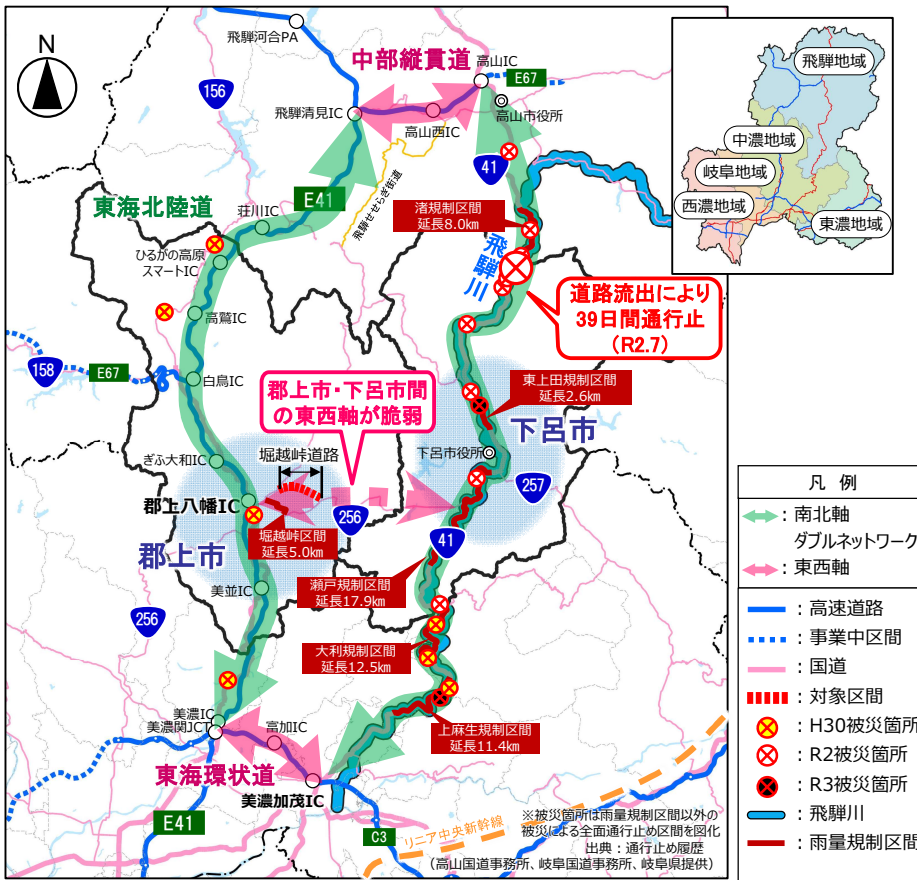 N
飛騨河合PA
中部縦貫道
高山IC
E67
156
飛騨清見IC
高山西IC
高山市役所
41
飛騨せせらぎ街道
東海北陸道
E41
荘川IC
ひるがの高原
スマートIC
渚規制区間
延長8.0km
飛騨川
道路流出により
39日間通行止
(R2.7)
高鷲IC
158
E67
白鳥IC
郡上市・下呂市間
の東西軸が脆弱
東上田規制区間
延長2.6km
下呂市
下呂市役所
ぎふ大和IC
堀越峠道路
257
郡上八幡IC
256
堀越峠区間
延長5.0km
41
郡上市
美並IC
瀬戸規制区間
延長17.9km
256
大利規制区間
延長12.5km
美濃IC
美濃関JCT
富加IC
上麻生規制区間
延長11.4km
東海環状道
美濃加茂IC
E41
C3
リニア中央新幹線
※被災箇所は雨量規制区間以外の
被災による全面通行止め区間を図化
出典：通行止め履歴
(高山国道事務所、岐阜国道事務所、岐阜県提供)
飛騨地域
中濃地域
岐阜地域
西濃地域
東濃地域
凡 例
：南北軸
ダブルネットワーク
：東西軸
：高速道路
：事業中区間
：国道
：対象区間
：H30被災箇所
：R2被災箇所
：R3被災箇所
：飛騨川
：雨量規制区間